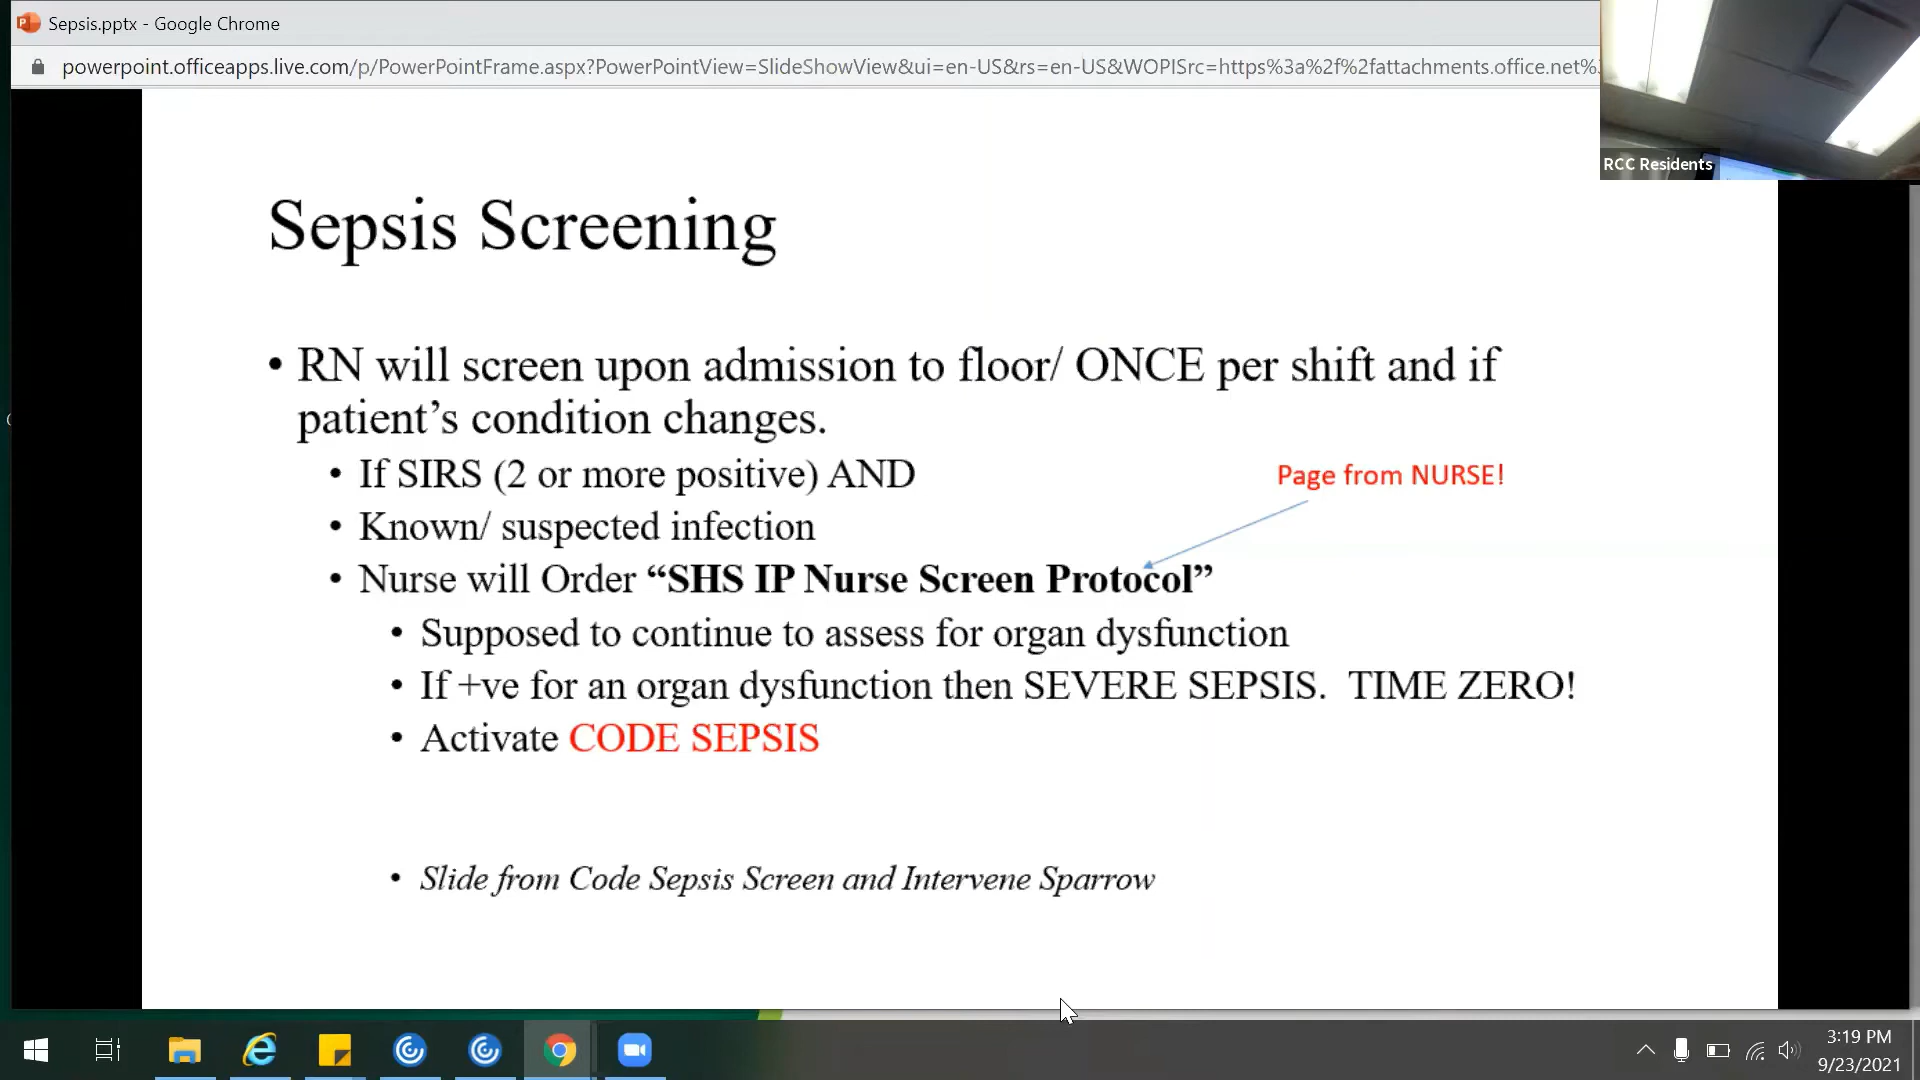 Sepsis.pptx - Google Chrome
powerpoint.officeapps.live.com/p/PowerPointFrame.aspx?PowerPointView=SlideShowView&ui=en-US&rs=en-US&WOPISrc=https%3a%2f%2fattachments.office.net%
RCC Residents
Sepsis Screening
• RN will screen upon admission to floor/ ONCE per shift and if
patient’s condition changes.
• If SIRS (2 or more positive) AND
Page from NURSE!
• Known/ suspected infection
• Nurse will Order “SHS IP Nurse Screen Protocol”
• Supposed to continue to assess for organ dysfunction
• If +ve for an organ dysfunction then SEVERE SEPSIS.  TIME ZERO!
• Activate CODE SEPSIS
• Slide from Code Sepsis Screen and Intervene Sparrow
3:19 PM
9/23/2021